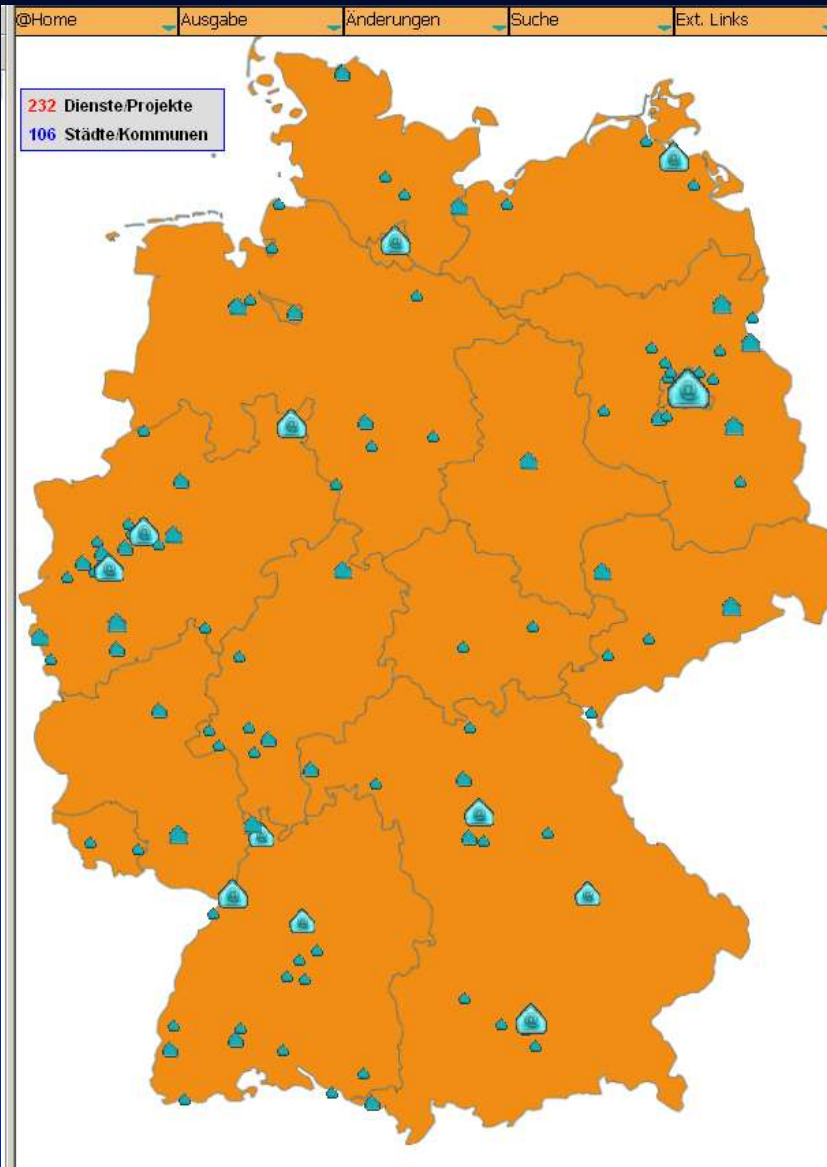 @Home Ausgabe Änderungen Suche Ext. Links
232 Dienste/Projekte
106 Städte/Kommunen